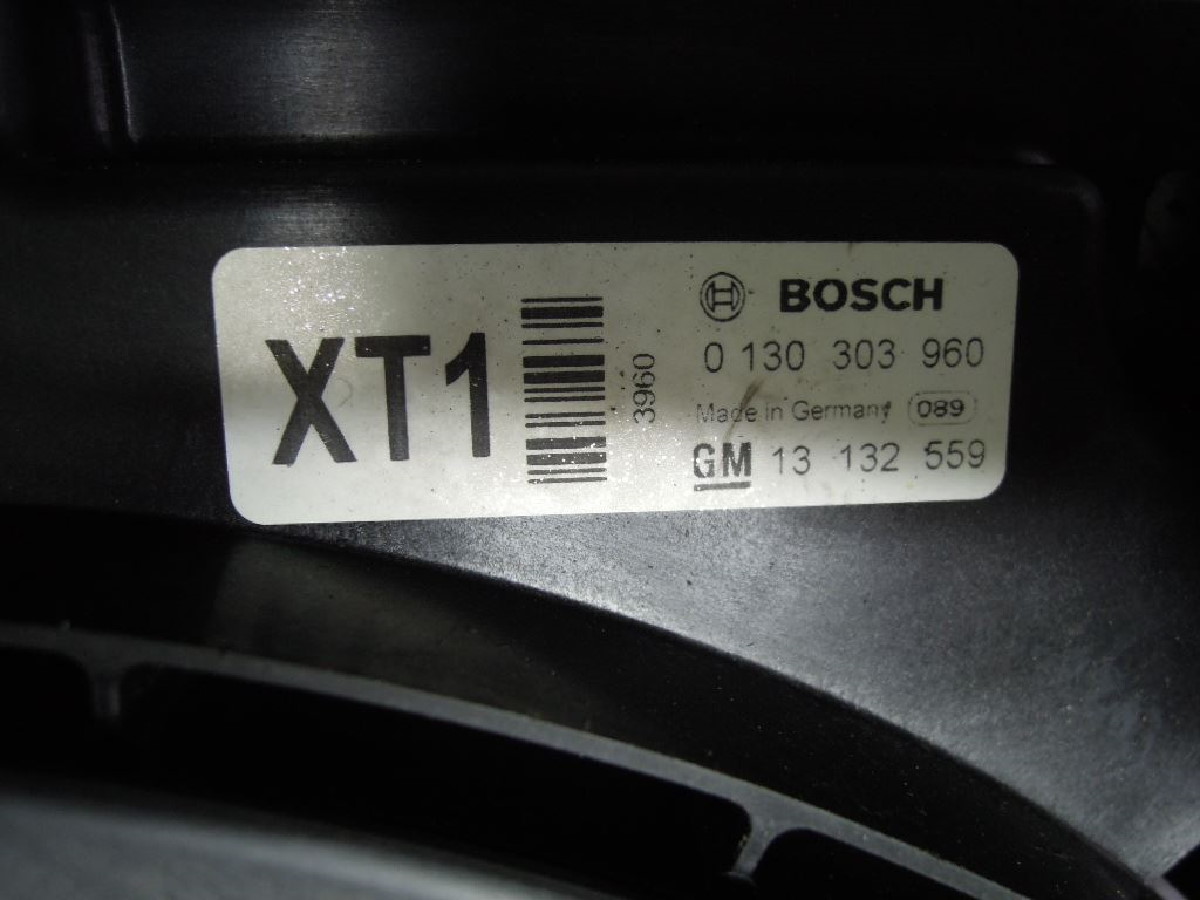 XT1
3960
BOSCH
0 130 303 960
Made in Germany 089
GM 13 132 559